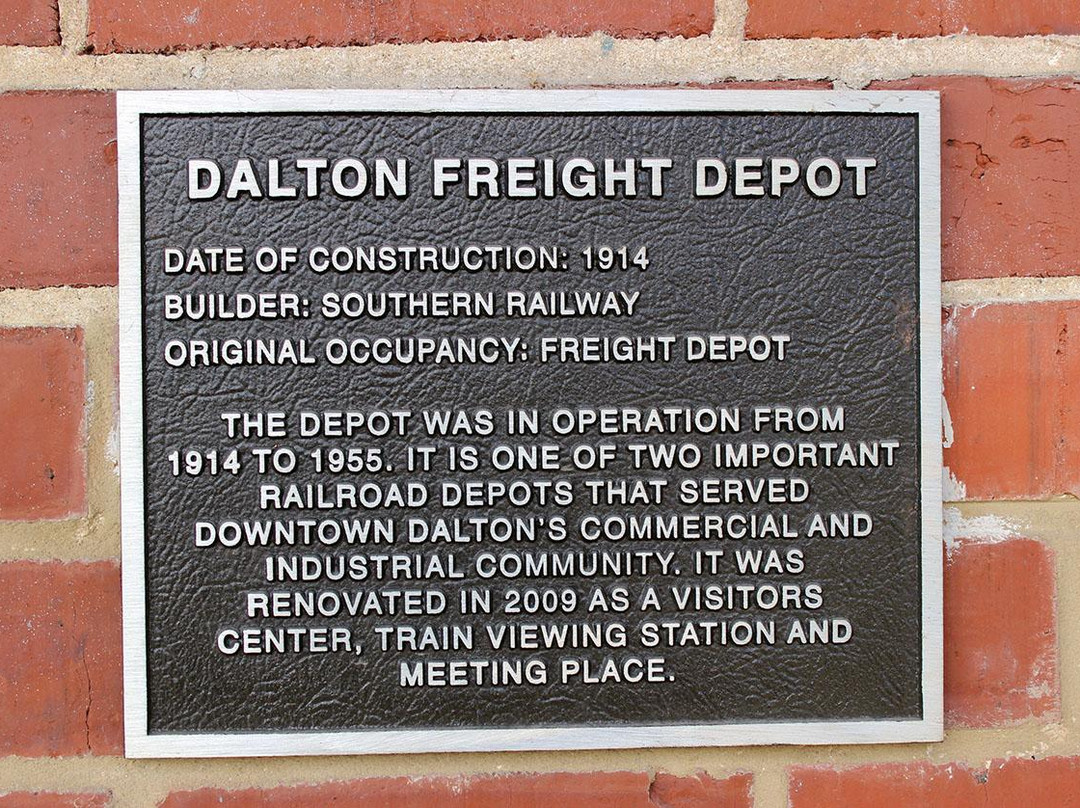 DALTON FREIGHT DEPOT
DATE OF CONSTRUCTION: 1914
BUILDER: SOUTHERN RAILWAY
ORIGINAL OCCUPANCY: FREIGHT DEPOT
THE DEPOT WAS IN OPERATION FROM
1914 TO 1955. IT IS ONE OF TWO IMPORTANT
RAILROAD DEPOTS THAT SERVED
DOWNTOWN DALTON'S COMMERCIAL AND
INDUSTRIAL COMMUNITY. IT WAS
RENOVATED IN 2009 AS A VISITORS
CENTER, TRAIN VIEWING STATION AND
MEETING PLACE.